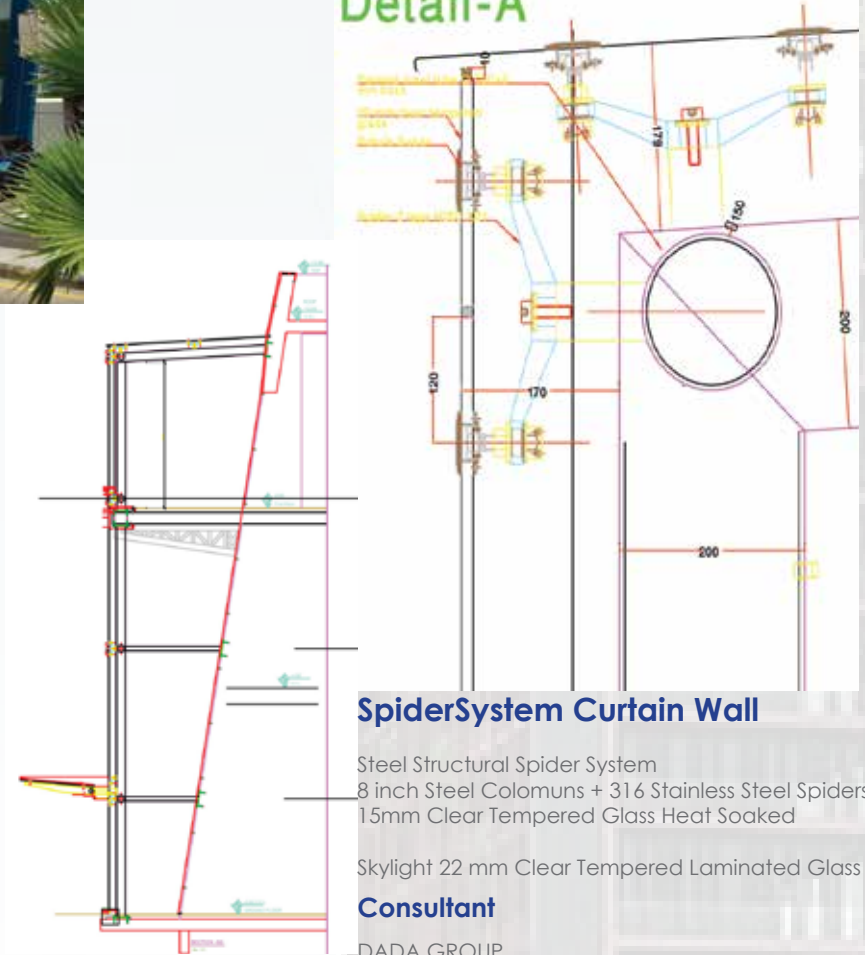 Detail-A
10
179
150
200
120
170
200
SpiderSystem Curtain Wall
Steel Structural Spider System
8 inch Steel Colomuns + 316 Stainless Steel Spiders
15mm Clear Tempered Glass Heat Soaked
Skylight 22 mm Clear Tempered Laminated Glass
Consultant
DADA GROUP